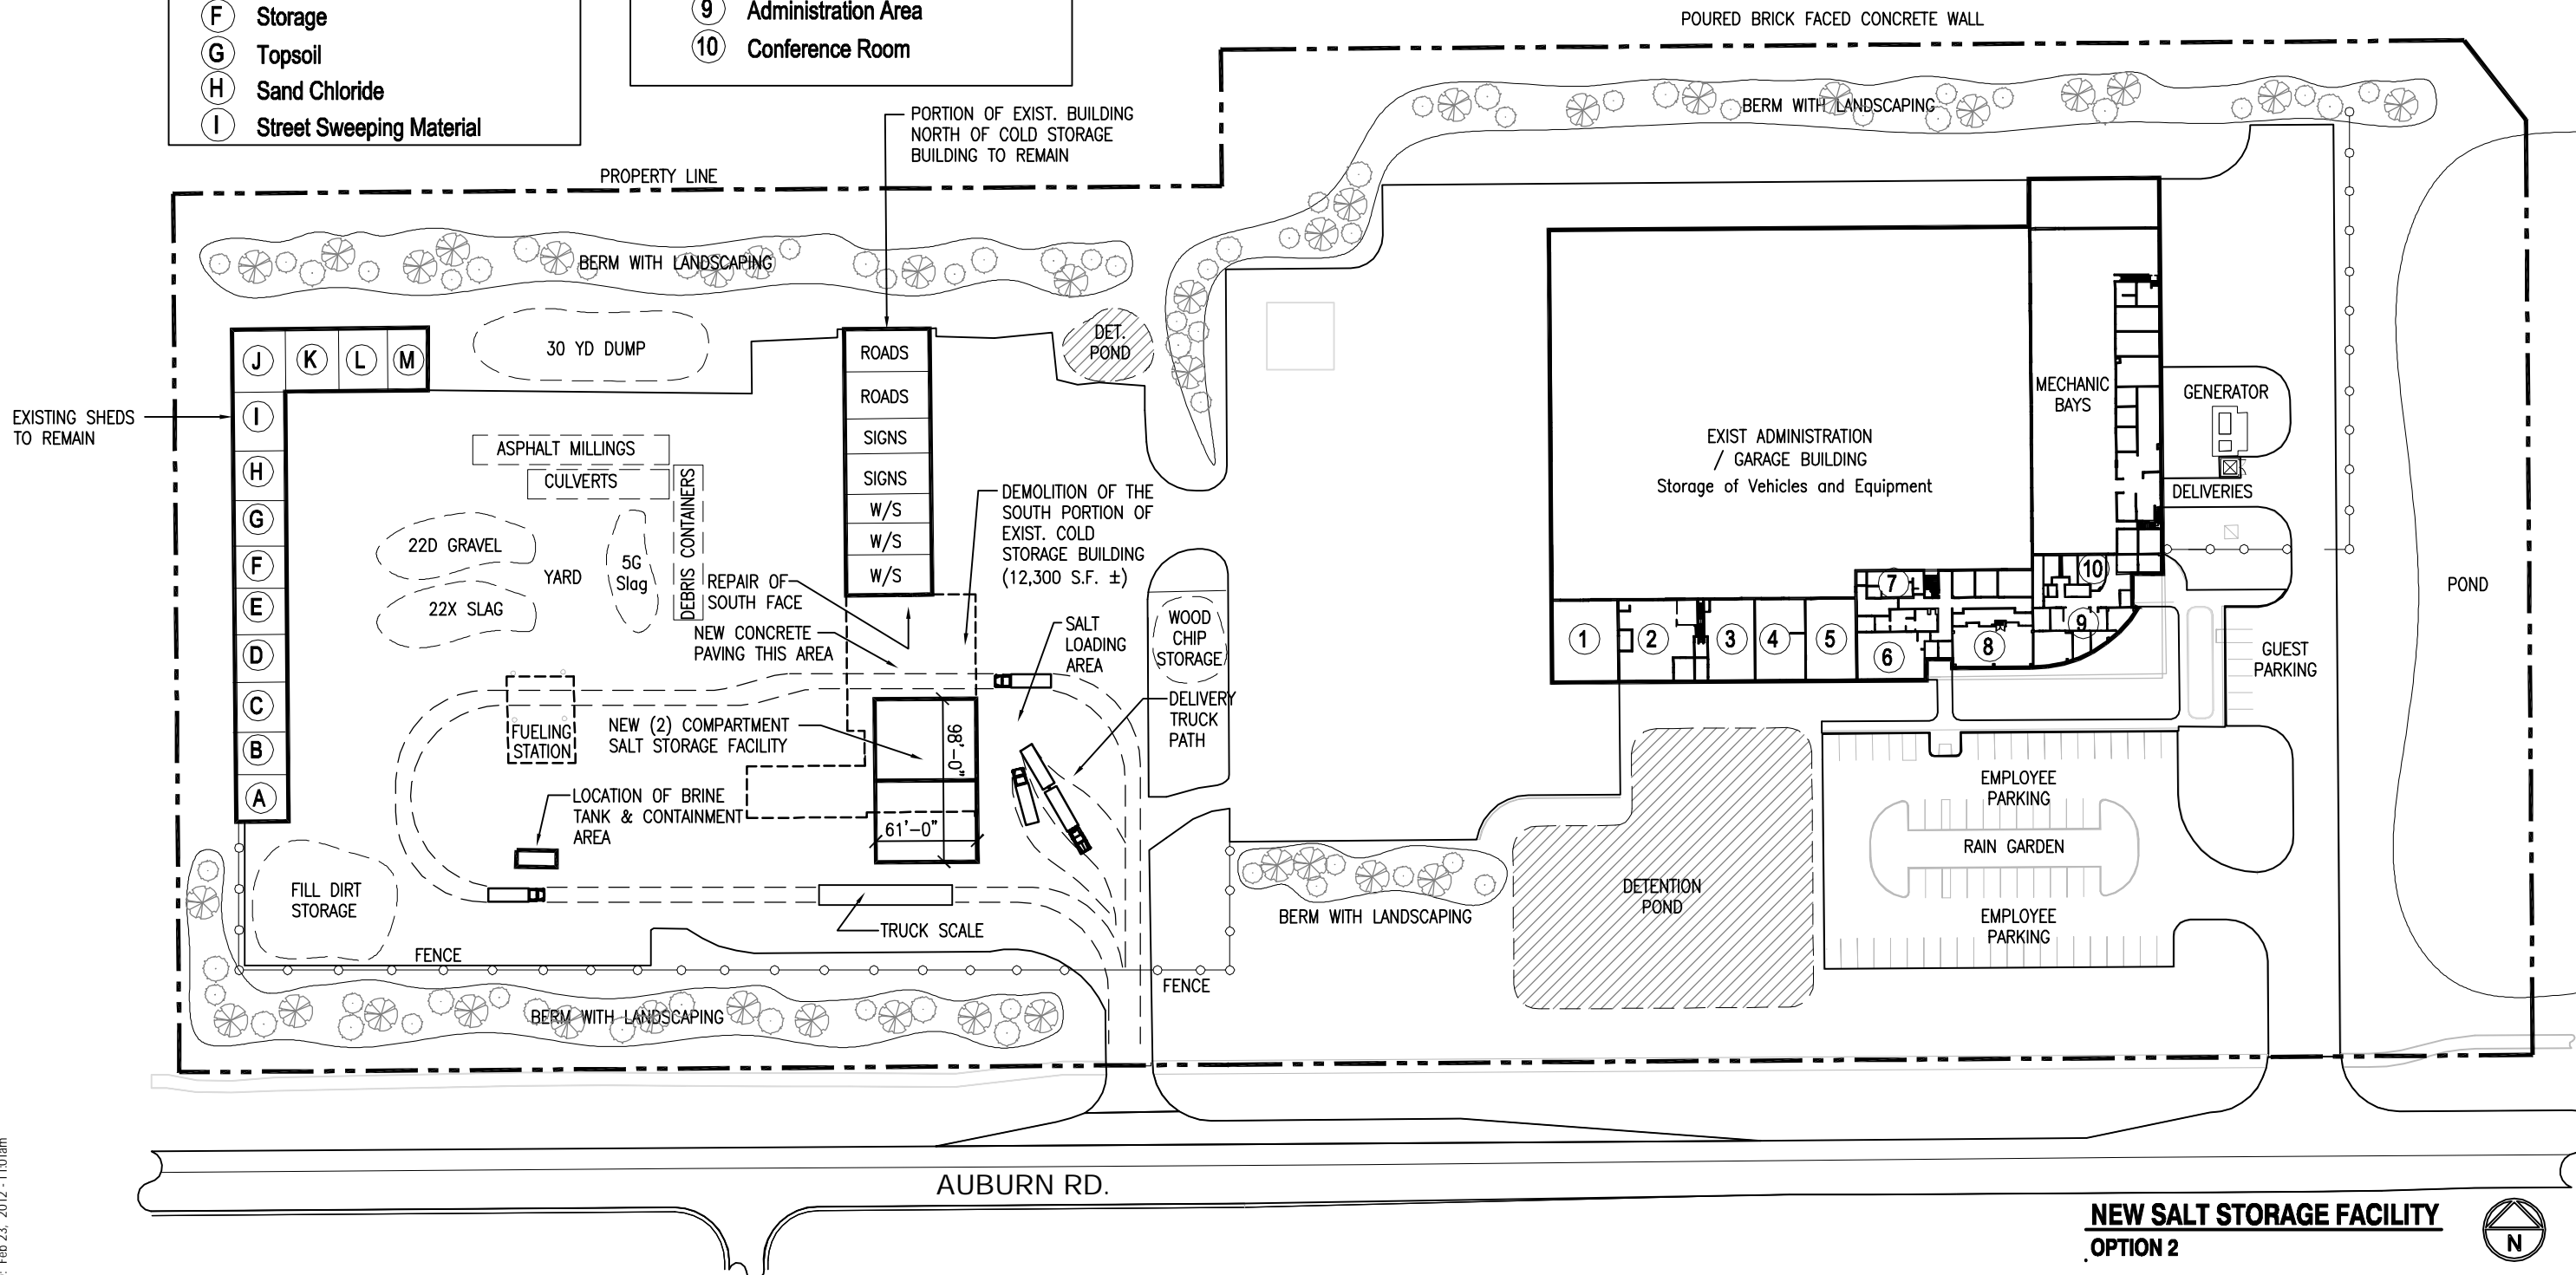 F Storage
G Topsoil
H Sand Chloride
I Street Sweeping Material
9 Administration Area
10 Conference Room
POURED BRICK FACED CONCRETE WALL
PORTION OF EXIST. BUILDING
NORTH OF COLD STORAGE
BUILDING TO REMAIN
PROPERTY LINE
BERM WITH LANDSCAPING
BERM WITH LANDSCAPING
30 YD DUMP
DET.
POND
J
K
L
M
I
H
G
F
E
D
C
B
A
EXISTING SHEDS
TO REMAIN
ROADS
ROADS
SIGNS
SIGNS
W/S
W/S
W/S
ASPHALT MILLINGS
CULVERTS
DEBRIS CONTAINERS
22D GRAVEL
22X SLAG
YARD
5G
Slag
DEMOLITION OF THE
SOUTH PORTION OF
EXIST. COLD
STORAGE BUILDING
(12,300 S.F. ±)
REPAIR OF
SOUTH FACE
NEW CONCRETE
PAVING THIS AREA
SALT
LOADING
AREA
WOOD
CHIP
STORAGE
DELIVERY
TRUCK
PATH
FUELING
STATION
NEW (2) COMPARTMENT
SALT STORAGE FACILITY
98'-0"
61'-0"
LOCATION OF BRINE
TANK & CONTAINMENT
AREA
FILL DIRT
STORAGE
TRUCK SCALE
FENCE
FENCE
BERM WITH LANDSCAPING
BERM WITH LANDSCAPING
EXIST ADMINISTRATION
/ GARAGE BUILDING
Storage of Vehicles and Equipment
MECHANIC
BAYS
GENERATOR
DELIVERIES
1
2
3
4
5
6
7
8
9
10
POND
GUEST
PARKING
EMPLOYEE
PARKING
RAIN GARDEN
EMPLOYEE
PARKING
DETENTION
POND
AUBURN RD.
NEW SALT STORAGE FACILITY
OPTION 2
N
Feb 23, 2012 - 11:01am